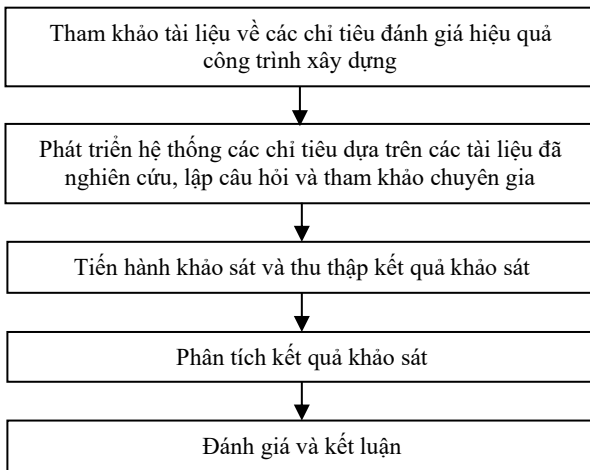 Tham khảo tài liệu về các chỉ tiêu đánh giá hiệu quả
công trình xây dựng
Phát triển hệ thống các chỉ tiêu dựa trên các tài liệu đã
nghiên cứu, lập câu hỏi và tham khảo chuyên gia
Tiến hành khảo sát và thu thập kết quả khảo sát
Phân tích kết quả khảo sát
Đánh giá và kết luận